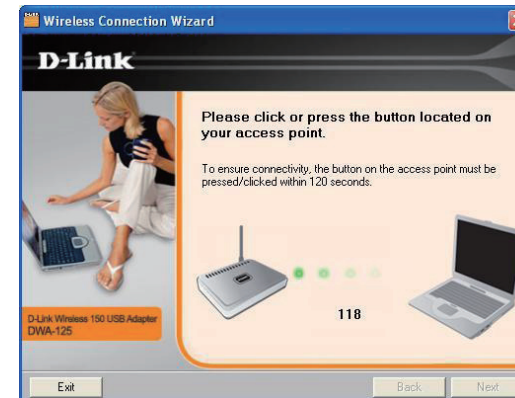 Wireless Connection Wizard
D-Link
Please click or press the button located on
your access point.
To ensure connectivity, the button on the access point must be
pressed/clicked within 120 seconds.
118
D-Link Wireless 150 USB Adapter
DWA-125
Exit
Back
Next